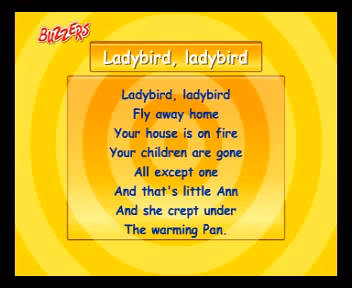 BUZZERS
Ladybird, ladybird
Ladybird, ladybird
Fly away home
Your house is on fire
Your children are gone
All except one
And that's little Ann
And she crept under
The warming Pan.